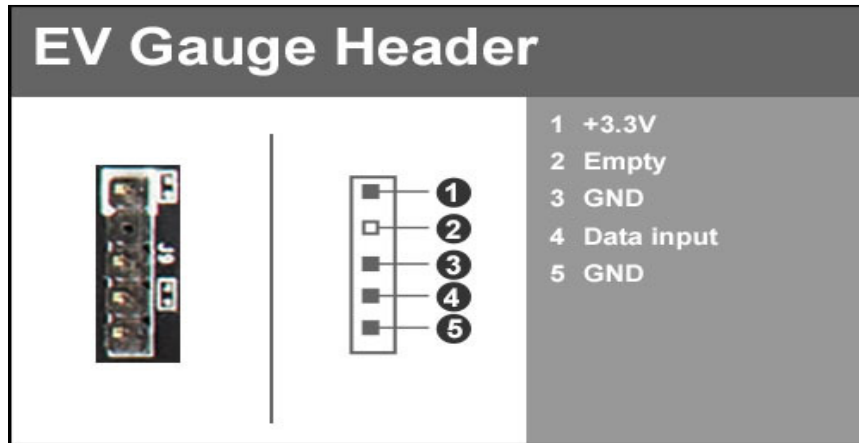 EV Gauge Header
1 +3.3V
2 Empty
3 GND
4 Data input
5 GND
J9
1
2
3
4
5